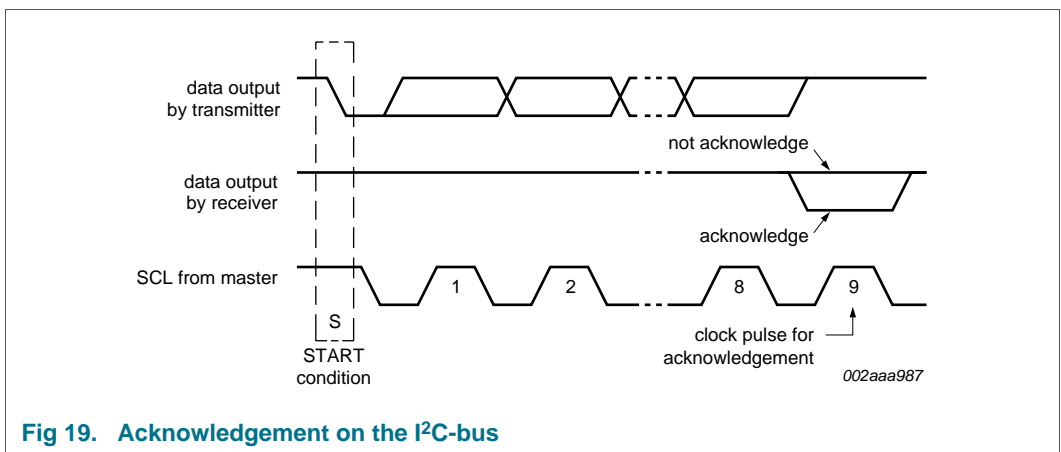 data output
by transmitter
not acknowledge
data output
by receiver
acknowledge
SCL from master
1
2
8
9
S
START
condition
clock pulse for
acknowledgement
002aaa987
Fig 19. Acknowledgement on the I²C-bus